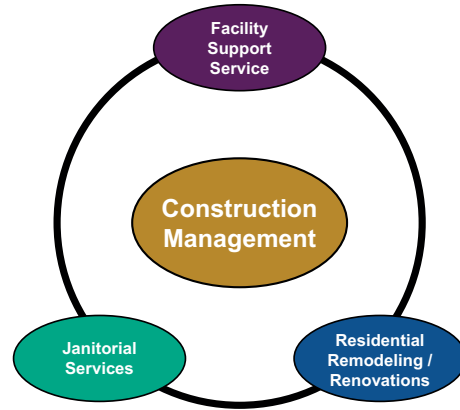 Facility
Support
Service
Construction
Management
Janitorial
Services
Residential
Remodeling /
Renovations